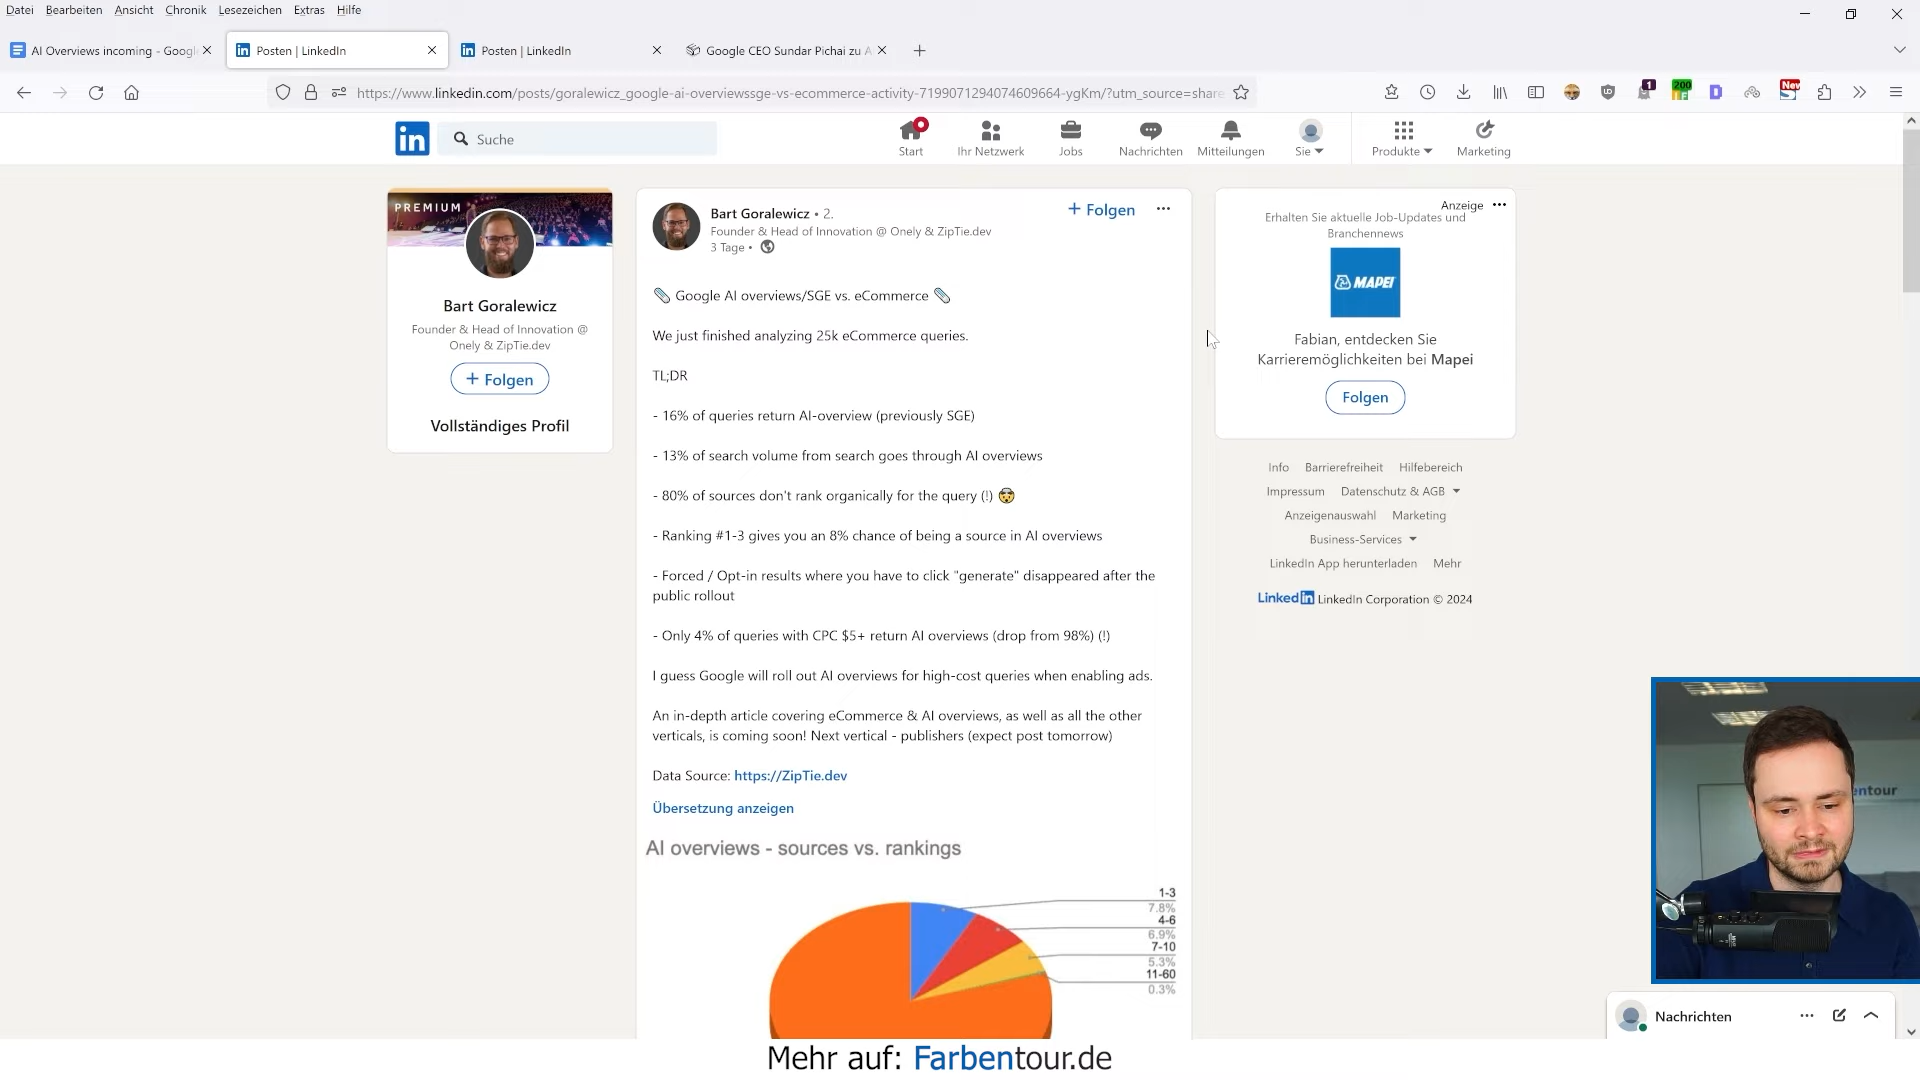 Datei Bearbeiten Ansicht Chronik Lesezeichen Extras Hilfe
AI Overviews incoming - Googl
Posten | LinkedIn
Posten | LinkedIn
Google CEO Sundar Pichai zu A
https://www.linkedin.com/posts/goralewicz_google-ai-overviewssge-vs-ecommerce-activity-7199071294074609664-ygKm/?utm_source=share
1
200
New
in
Suche
Start
Ihr Netzwerk
Jobs
Nachrichten
Mitteilungen
Sie
Produkte
Marketing
PREMIUM
Bart Goralewicz
Founder & Head of Innovation @
Onely & ZipTie.dev
+ Folgen
Vollständiges Profil
Bart Goralewicz • 2.
Founder & Head of Innovation @ Onely & ZipTie.dev
3 Tage •
+ Folgen
Google AI overviews/SGE vs. eCommerce
We just finished analyzing 25k eCommerce queries.
TL;DR
- 16% of queries return AI-overview (previously SGE)
- 13% of search volume from search goes through AI overviews
- 80% of sources don't rank organically for the query (!)
- Ranking #1-3 gives you an 8% chance of being a source in AI overviews
- Forced / Opt-in results where you have to click "generate" disappeared after the
public rollout
- Only 4% of queries with CPC $5+ return AI overviews (drop from 98%) (!)
I guess Google will roll out AI overviews for high-cost queries when enabling ads.
An in-depth article covering eCommerce & AI overviews, as well as all the other
verticals, is coming soon! Next vertical - publishers (expect post tomorrow)
Data Source: https://ZipTie.dev
Übersetzung anzeigen
AI overviews - sources vs. rankings
1-3
7.8%
4-6
6.9%
7-10
5.3%
11-60
0.3%
Anzeige
Erhalten Sie aktuelle Job-Updates und
Branchennews
MAPEI
Fabian, entdecken Sie
Karrieremöglichkeiten bei Mapei
Folgen
Info Barrierefreiheit Hilfebereich
Impressum Datenschutz & AGB
Anzeigenauswahl Marketing
Business-Services
LinkedIn App herunterladen Mehr
LinkedIn LinkedIn Corporation © 2024
entour
Nachrichten
Mehr auf: Farbentour.de